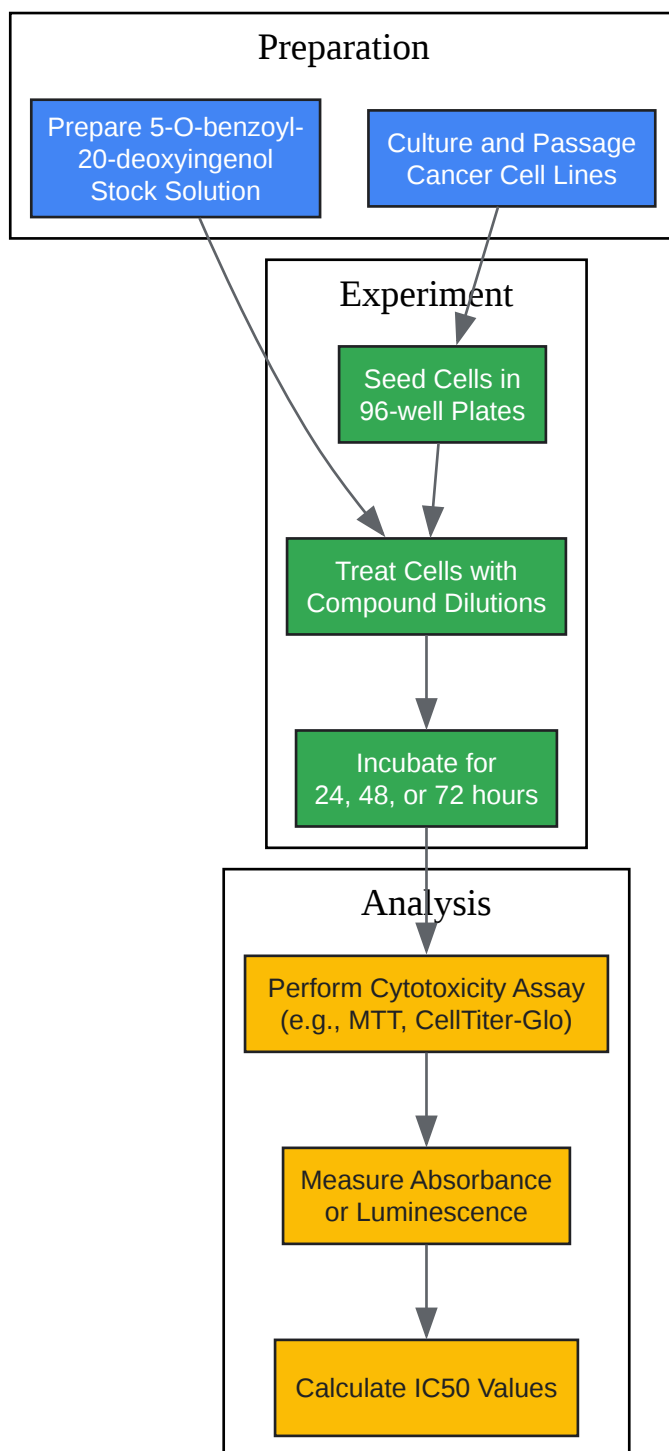 Preparation
Prepare 5-O-benzoyl-
20-deoxyingenol
Stock Solution
Culture and Passage
Cancer Cell Lines
Experiment
Seed Cells in
96-well Plates
Treat Cells with
Compound Dilutions
Incubate for
24, 48, or 72 hours
Analysis
Perform Cytotoxicity Assay
(e.g., MTT, CellTiter-Glo)
Measure Absorbance
or Luminescence
Calculate IC50 Values